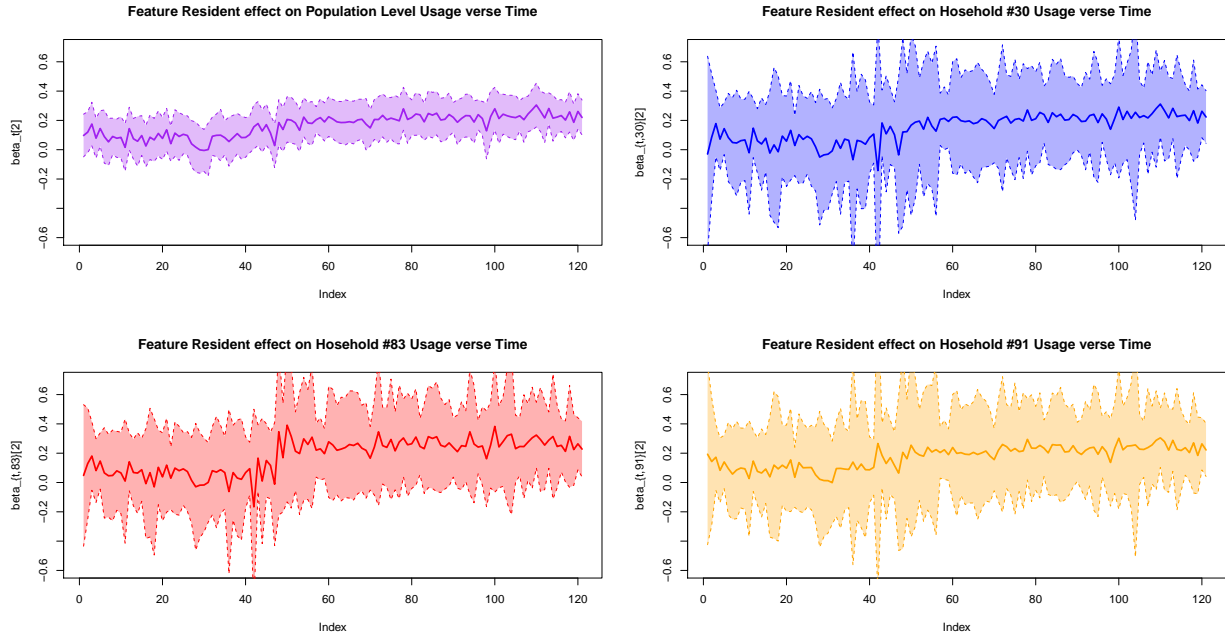 Feature Resident effect on Population Level Usage verse Time
beta_t[2]
−0.6 −0.2 0.0 0.2 0.4 0.6
0 20 40 60 80 100 120
Index
Feature Resident effect on Hosehold #30 Usage verse Time
beta_(t,30)[2]
−0.6 −0.2 0.0 0.2 0.4 0.6
0 20 40 60 80 100 120
Index
Feature Resident effect on Hosehold #83 Usage verse Time
beta_(t,83)[2]
−0.6 −0.2 0.0 0.2 0.4 0.6
0 20 40 60 80 100 120
Index
Feature Resident effect on Hosehold #91 Usage verse Time
beta_(t,91)[2]
−0.6 −0.2 0.0 0.2 0.4 0.6
0 20 40 60 80 100 120
Index